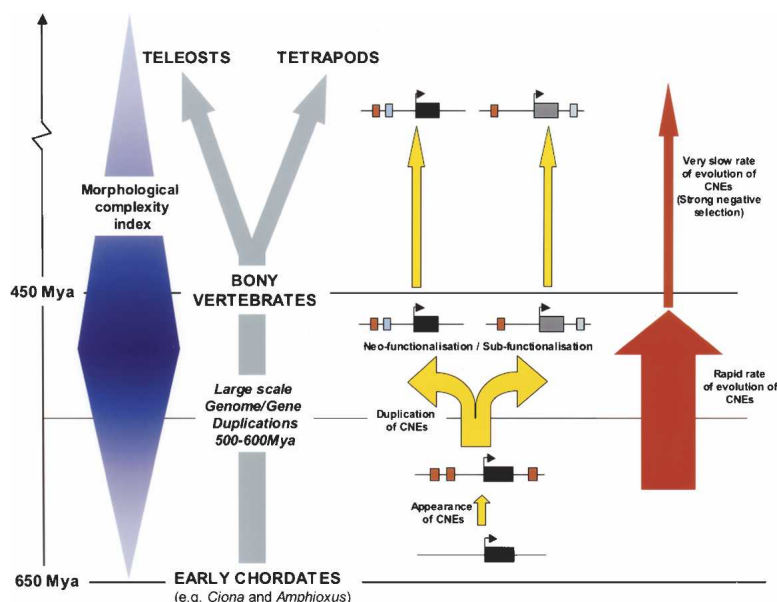 TELEOSTS
TETRAPODS
Morphological
complexity
index
Very slow rate
of evolution of
CNEs
(Strong negative
selection)
450 Mya
BONY
VERTEBRATES
Neo-functionalisation / Sub-functionalisation
Large scale
Genome/Gene
Duplications
500-600Mya
Duplication
of CNEs
Rapid rate
of evolution of
CNEs
Appearance
of CNEs
650 Mya
EARLY CHORDATES
(e.g. Ciona and Amphioxus)